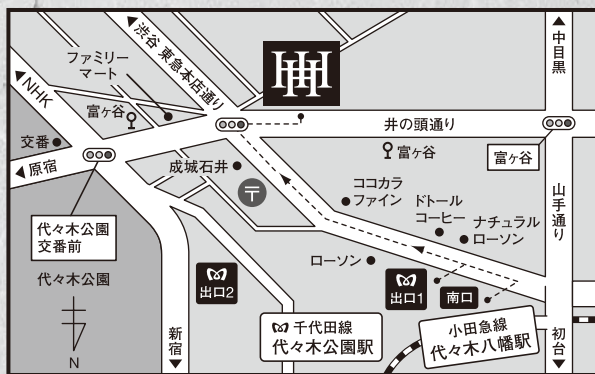 渋谷 東急本店通り
ファミリー
マート
NHK
富ヶ谷
交番
原宿
HH
中目黒
井の頭通り
富ヶ谷
富ヶ谷
成城石井
〒
代々木公園
交番前
ココカラ
ファイン
ドトール
コーヒー
ナチュラル
ローソン
山手通り
代々木公園
ローソン
出口2
出口1
南口
千代田線
代々木公園駅
小田急線
代々木八幡駅
新宿
初台
N